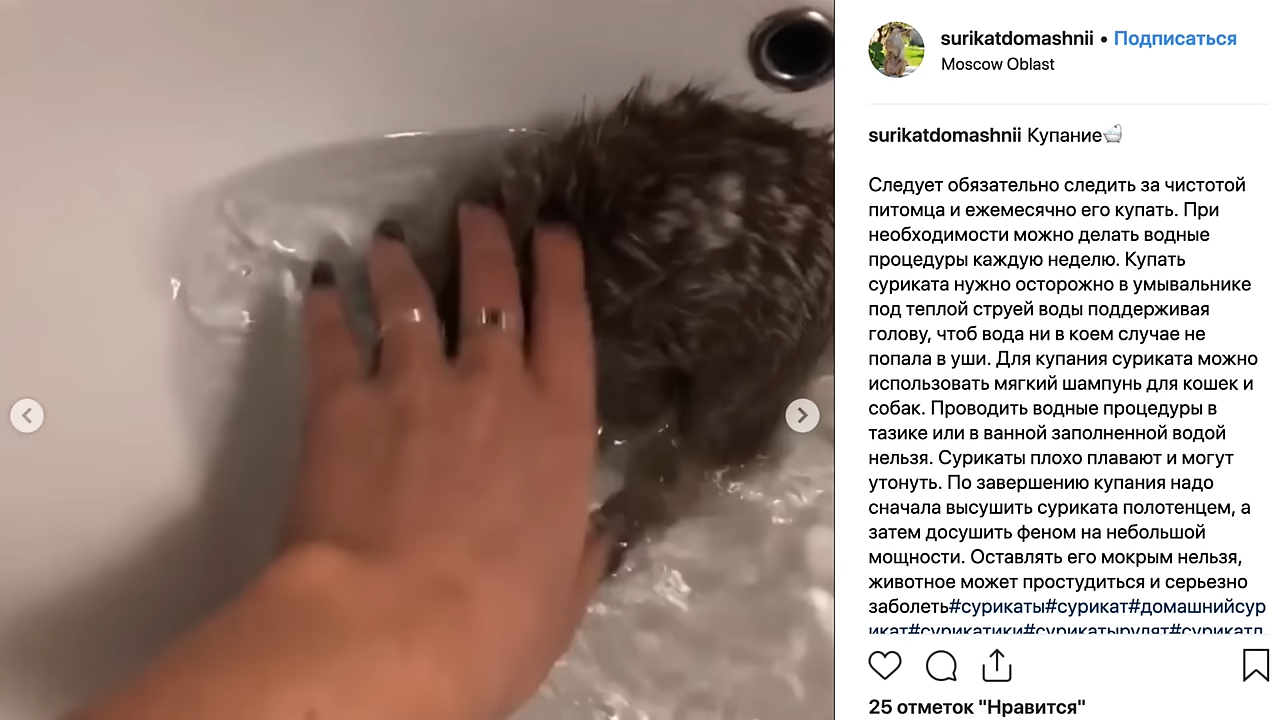 surikatdomashnii • Подписаться
Moscow Oblast
surikatdomashnii Купание🛁
Следует обязательно следить за чистотой
питомца и ежемесячно его купать. При
необходимости можно делать водные
процедуры каждую неделю. Купать
суриката нужно осторожно в умывальнике
под теплой струей воды поддерживая
голову, чтоб вода ни в коем случае не
попала в уши. Для купания суриката можно
использовать мягкий шампунь для кошек и
собак. Проводить водные процедуры в
тазике или в ванной заполненной водой
нельзя. Сурикаты плохо плавают и могут
утонуть. По завершению купания надо
сначала высушить суриката полотенцем, а
затем досушить феном на небольшой
мощности. Оставлять его мокрым нельзя,
животное может простудиться и серьезно
заболеть#сурикаты#сурикат#домашнийсур
икат#сурикатики#сурикатырулят#сурикатд
25 отметок "Нравится"